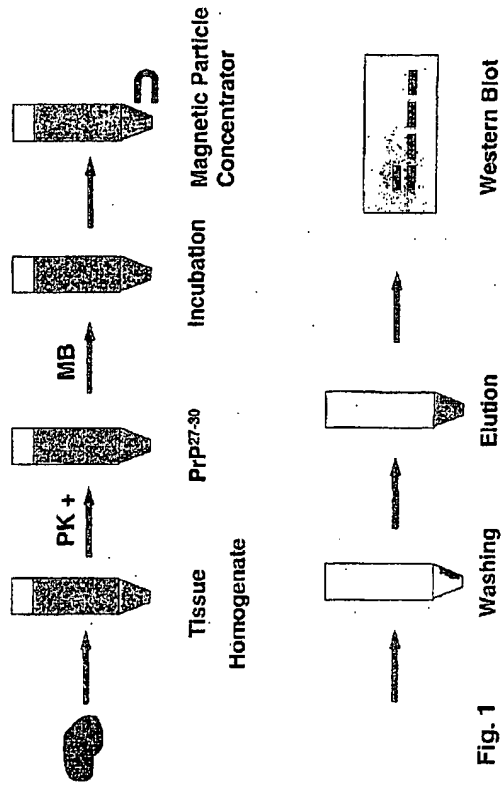 PK +
MB
Tissue
Homogenate
PrP27-30
Incubation
Magnetic Particle
Concentrator
Fig. 1
Washing
Elution
Western Blot